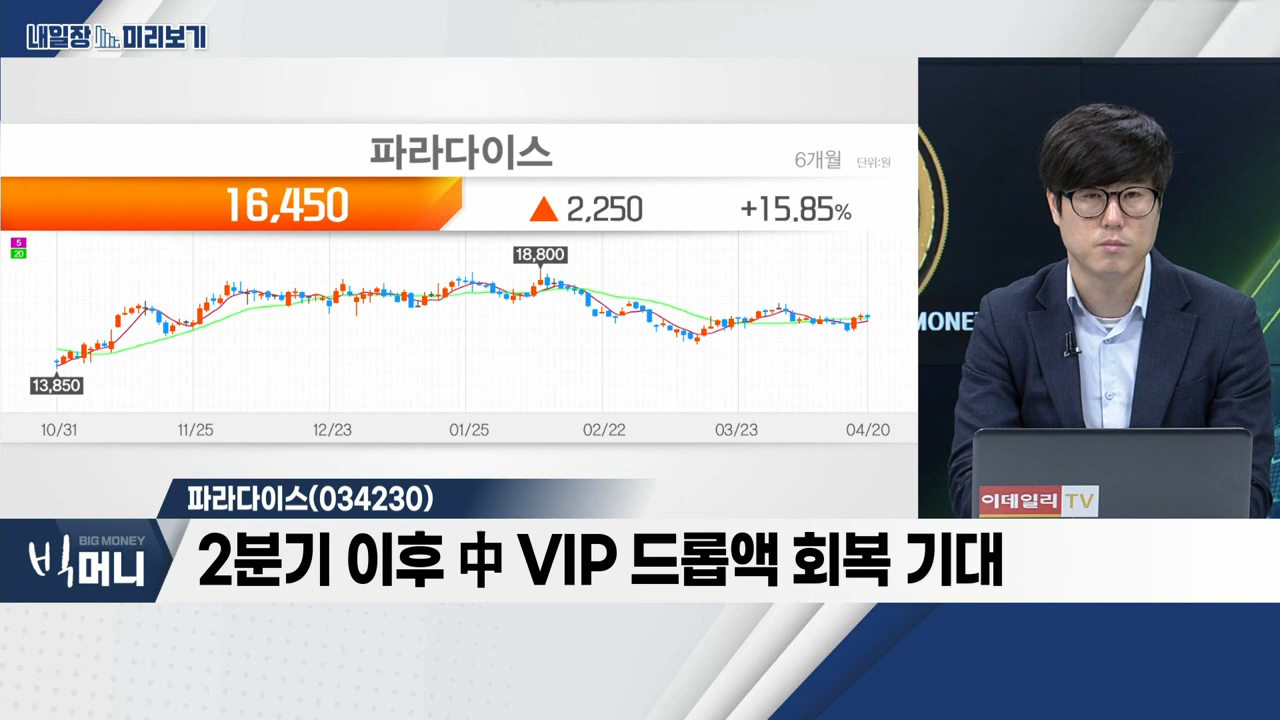 내일장 미리보기
파라다이스
6개월 단위:원
16,450 ▲ 2,250 +15.85%
5
20
18,800
13,850
10/31 11/25 12/23 01/25 02/22 03/23 04/20
MONE
이데일리 TV
파라다이스(034230)
BIG MONEY
빅머니
2분기 이후 中 VIP 드롭액 회복 기대